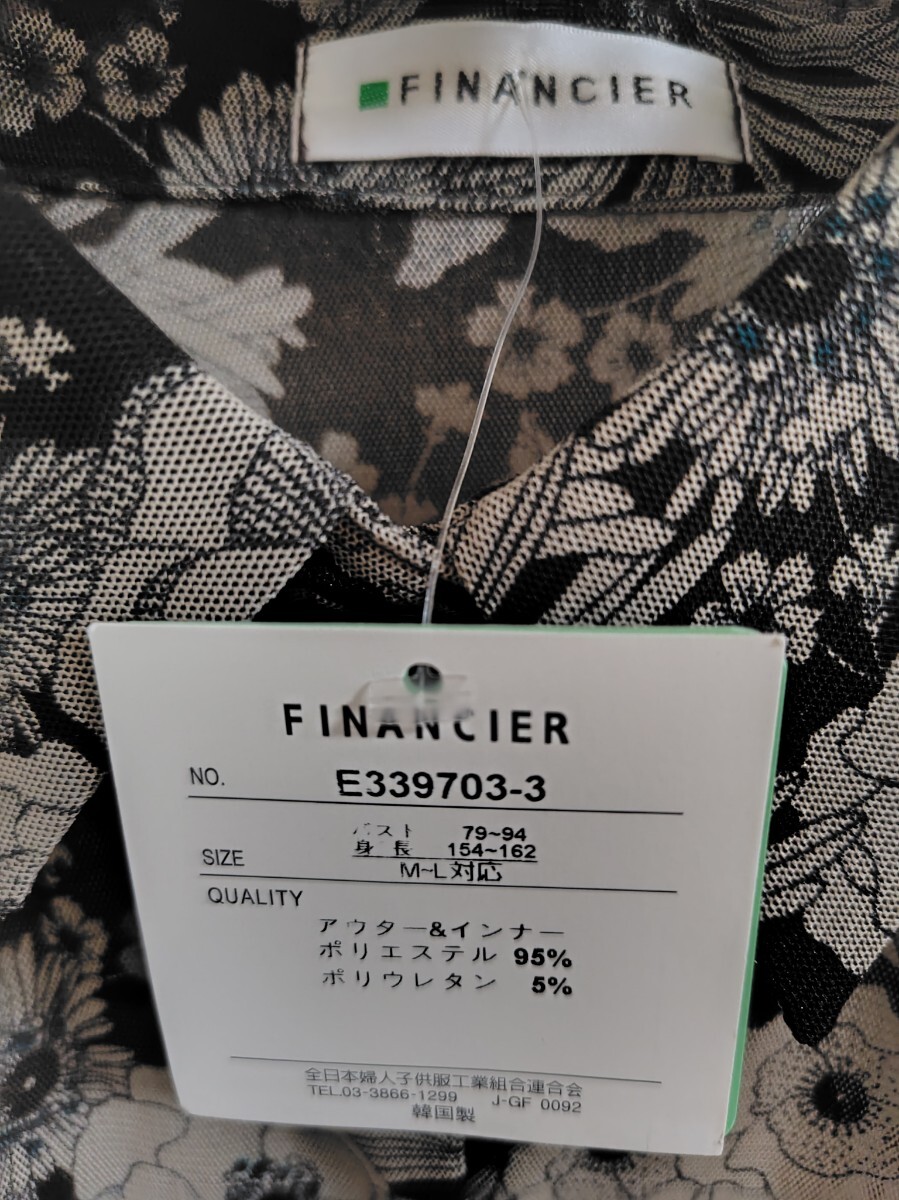 FINANCIER
FINANCIER
NO. E339703-3
バスト 79~94
身 長 154~162
SIZE
M~L対応
QUALITY
アウター&インナー
ポリエステル 95%
ポリウレタン 5%
全日本婦人子供服工業組合連合会
TEL.03-3866-1299 J-GF 0092
韓国製